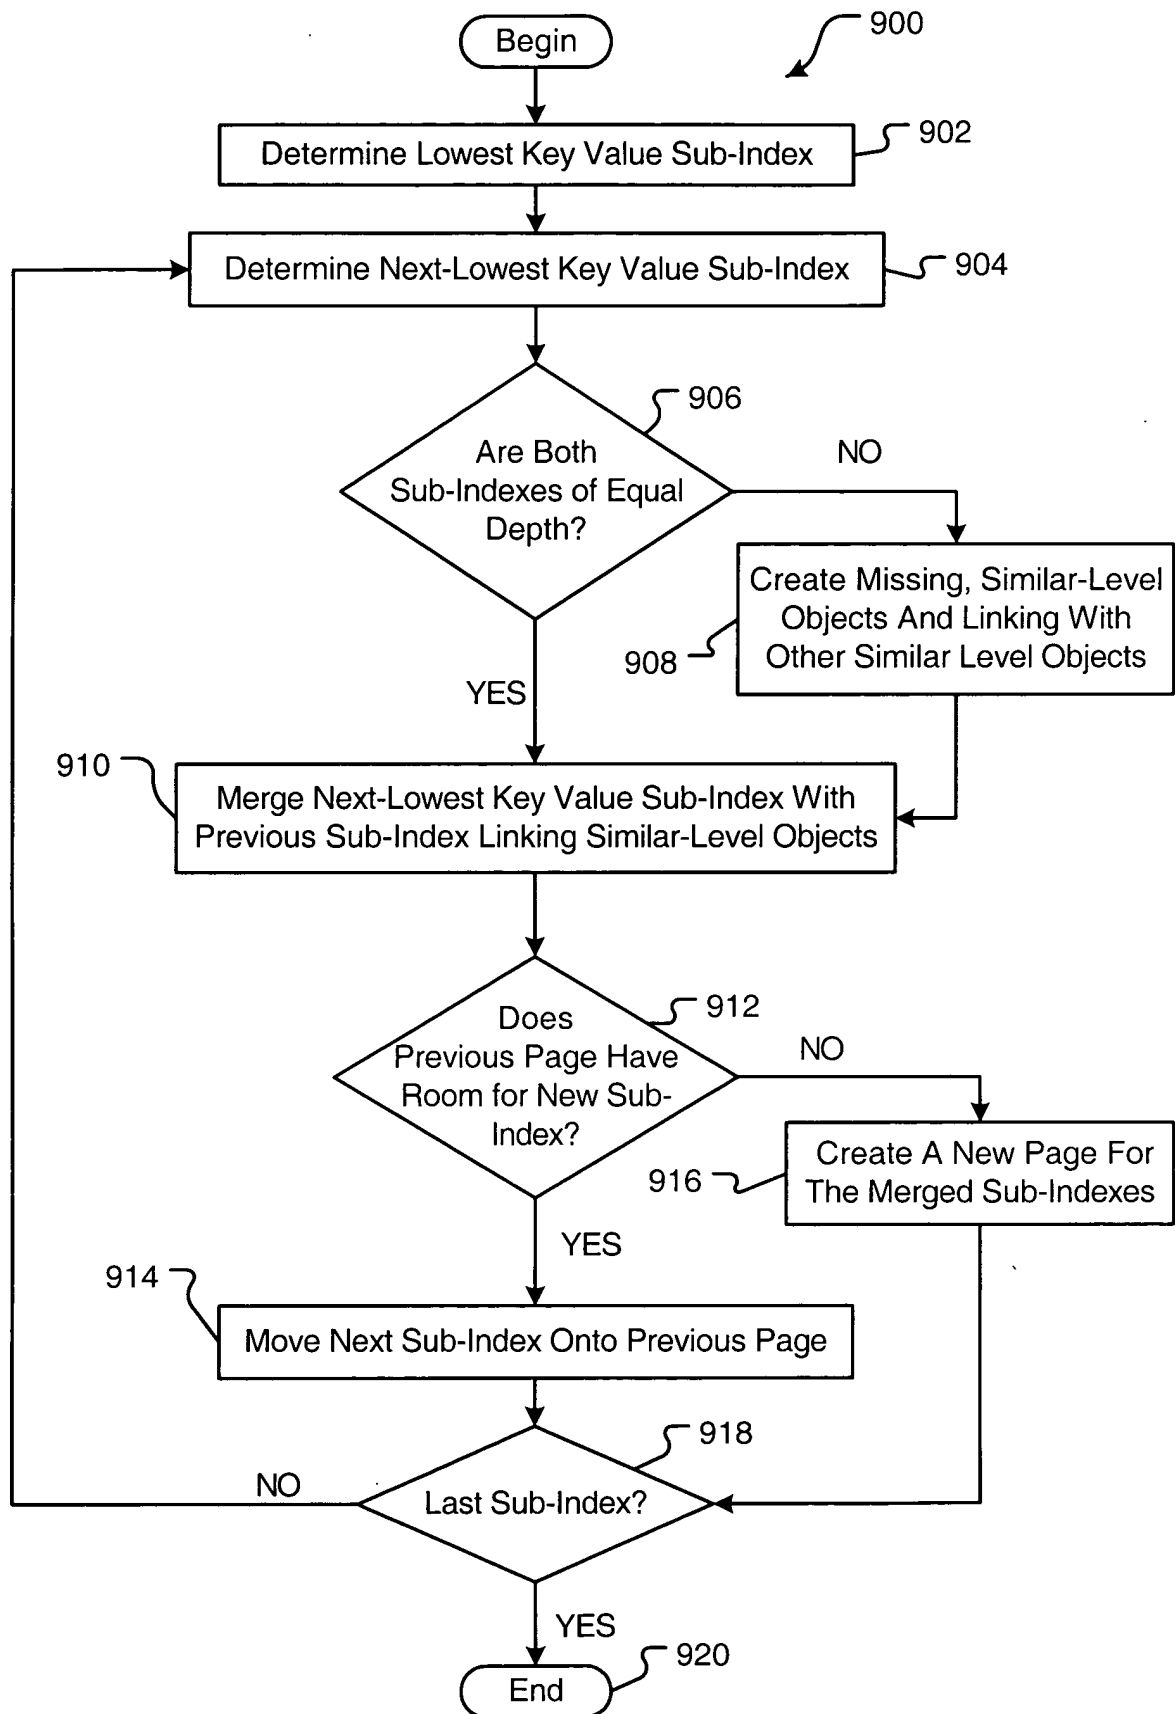 Begin
900
Determine Lowest Key Value Sub-Index
902
Determine Next-Lowest Key Value Sub-Index
904
906
Are Both
Sub-Indexes of Equal
Depth?
NO
Create Missing, Similar-Level
Objects And Linking With
Other Similar Level Objects
908
YES
910
Merge Next-Lowest Key Value Sub-Index With
Previous Sub-Index Linking Similar-Level Objects
912
Does
Previous Page Have
Room for New Sub-
Index?
NO
Create A New Page For
The Merged Sub-Indexes
916
YES
914
Move Next Sub-Index Onto Previous Page
918
Last Sub-Index?
NO
YES
End
920